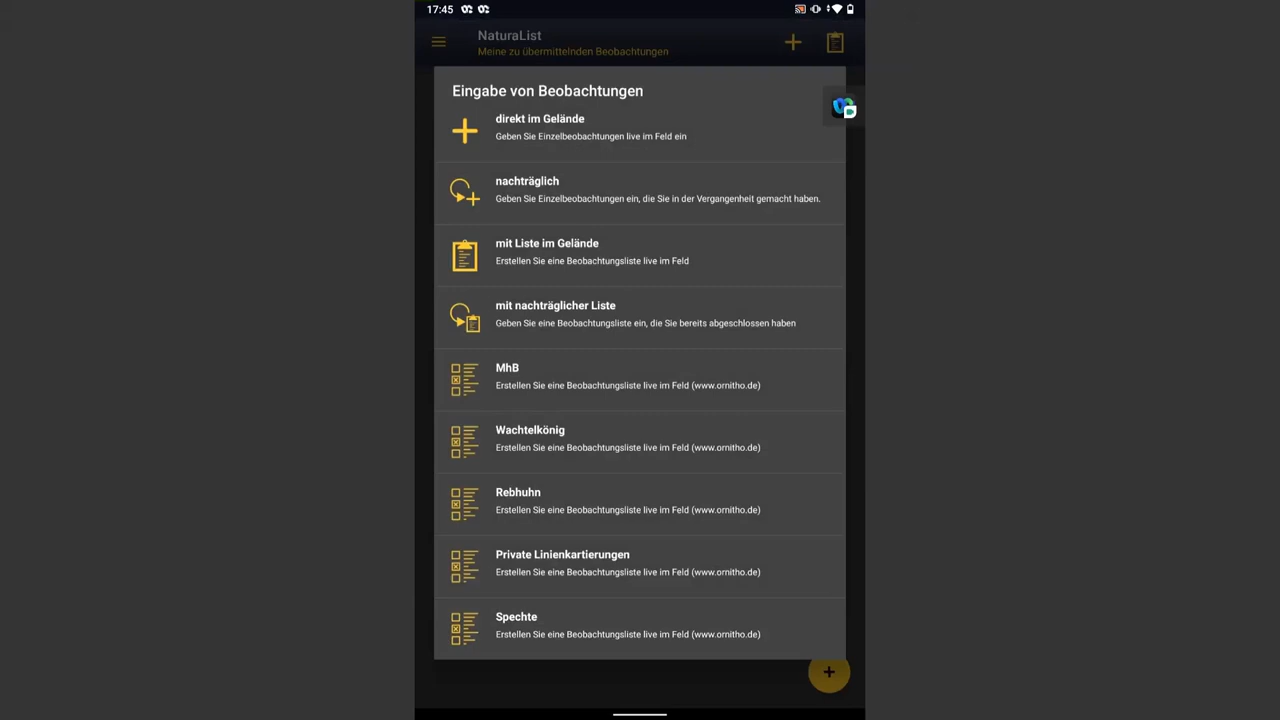 17:45
NaturaList
Meine zu übermittelnden Beobachtungen
Eingabe von Beobachtungen
direkt im Gelände
Geben Sie Einzelbeobachtungen live im Feld ein
nachträglich
Geben Sie Einzelbeobachtungen ein, die Sie in der Vergangenheit gemacht haben.
mit Liste im Gelände
Erstellen Sie eine Beobachtungsliste live im Feld
mit nachträglicher Liste
Geben Sie eine Beobachtungsliste ein, die Sie bereits abgeschlossen haben
MhB
Erstellen Sie eine Beobachtungsliste live im Feld (www.ornitho.de)
Wachtelkönig
Erstellen Sie eine Beobachtungsliste live im Feld (www.ornitho.de)
Rebhuhn
Erstellen Sie eine Beobachtungsliste live im Feld (www.ornitho.de)
Private Linienkartierungen
Erstellen Sie eine Beobachtungsliste live im Feld (www.ornitho.de)
Spechte
Erstellen Sie eine Beobachtungsliste live im Feld (www.ornitho.de)